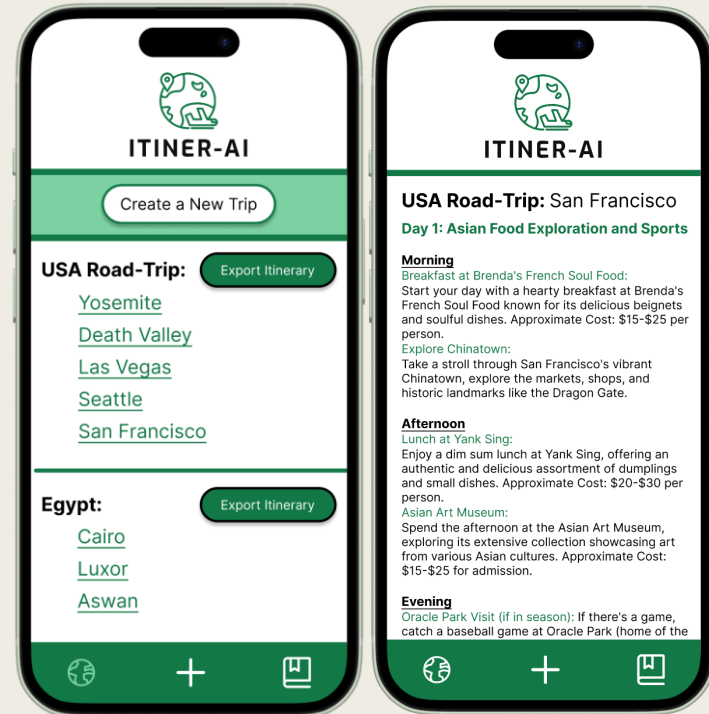 ITINER-AI
Create a New Trip
USA Road-Trip:
Export Itinerary
Yosemite
Death Valley
Las Vegas
Seattle
San Francisco
Egypt:
Export Itinerary
Cairo
Luxor
Aswan
ITINER-AI
USA Road-Trip: San Francisco
Day 1: Asian Food Exploration and Sports
Morning
Breakfast at Brenda's French Soul Food:
Start your day with a hearty breakfast at Brenda's
French Soul Food known for its delicious beignets
and soulful dishes. Approximate Cost: $15-$25 per
person.
Explore Chinatown:
Take a stroll through San Francisco's vibrant
Chinatown, explore the markets, shops, and
historic landmarks like the Dragon Gate.
Afternoon
Lunch at Yank Sing:
Enjoy a dim sum lunch at Yank Sing, offering an
authentic and delicious assortment of dumplings
and small dishes. Approximate Cost: $20-$30 per
person.
Asian Art Museum:
Spend the afternoon at the Asian Art Museum,
exploring its extensive collection showcasing art
from various Asian cultures. Approximate Cost:
$15-$25 for admission.
Evening
Oracle Park Visit (if in season): If there's a game,
catch a baseball game at Oracle Park (home of the